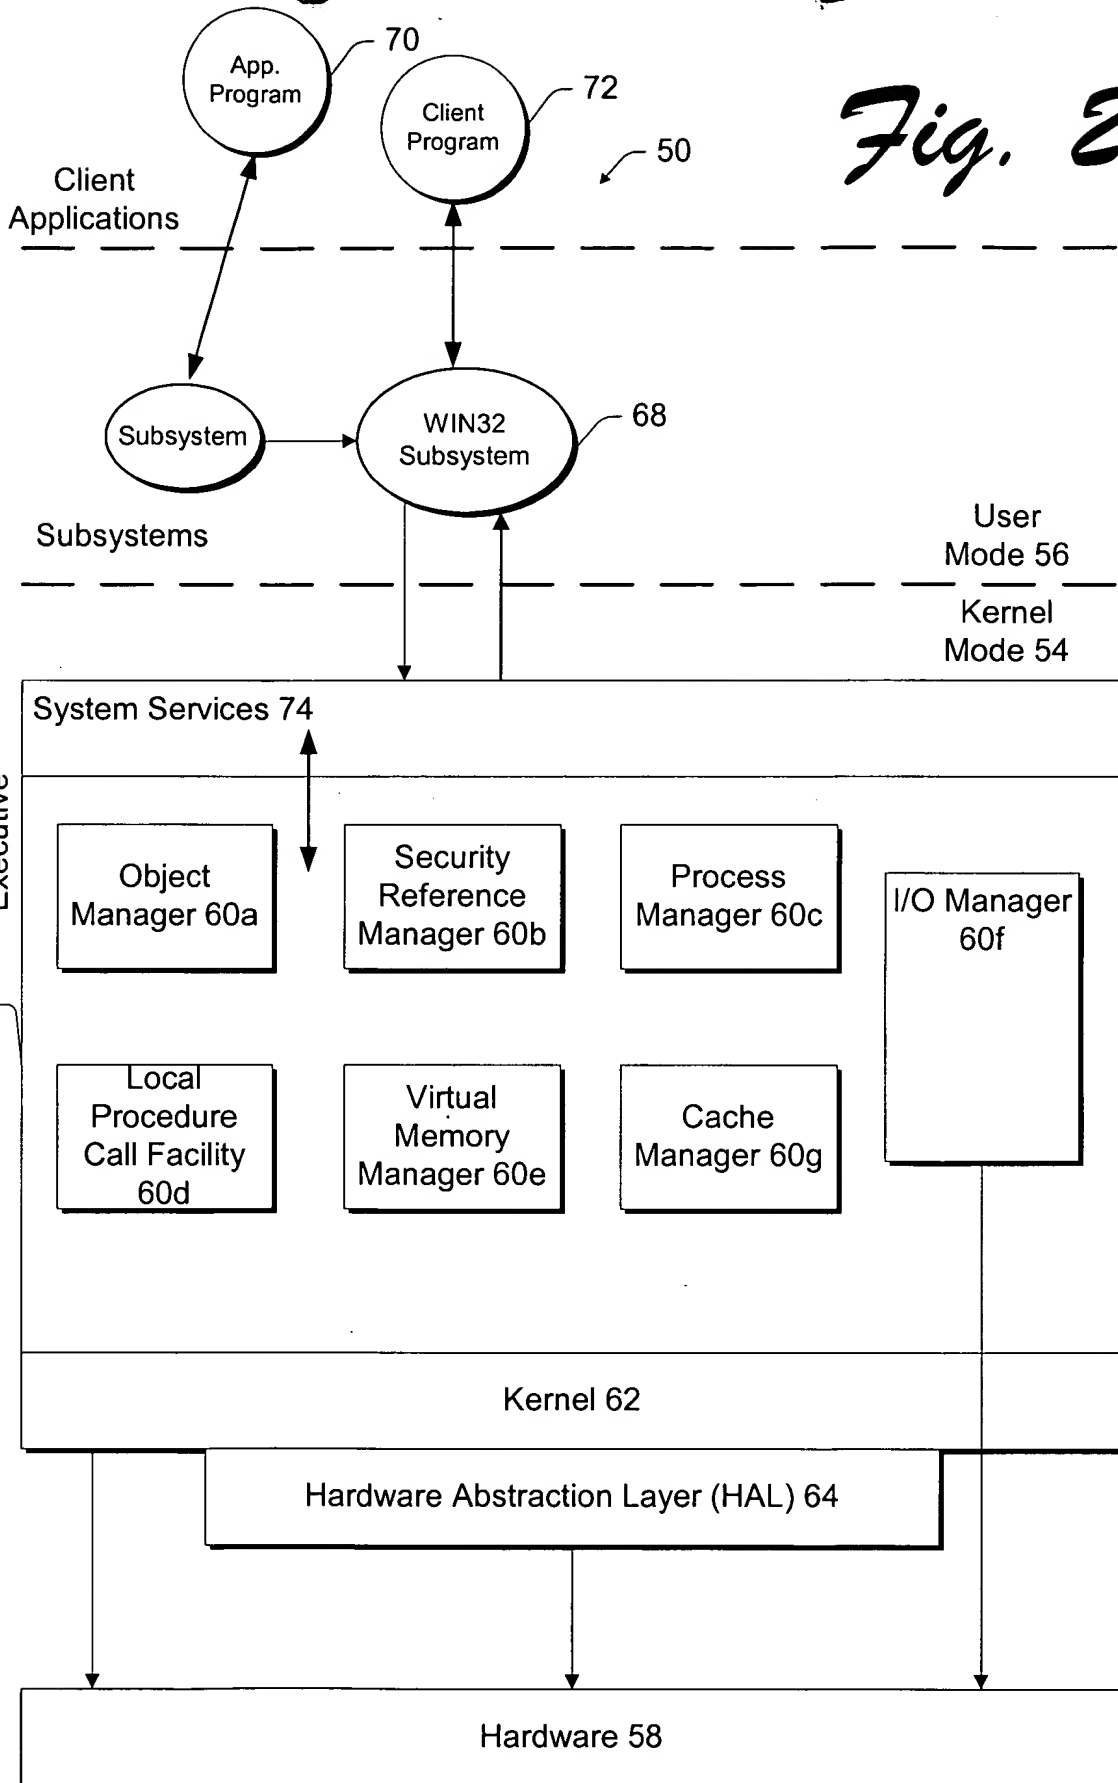 App.
Program
70
Client
Program
72
50
Fig. 2
Client
Applications
Subsystem
WIN32
Subsystem
68
Subsystems
User
Mode 56
Kernel
Mode 54
System Services 74
Executive
Object
Manager 60a
Security
Reference
Manager 60b
Process
Manager 60c
I/O Manager
60f
Local
Procedure
Call Facility
60d
Virtual
Memory
Manager 60e
Cache
Manager 60g
Kernel 62
Hardware Abstraction Layer (HAL) 64
Hardware 58